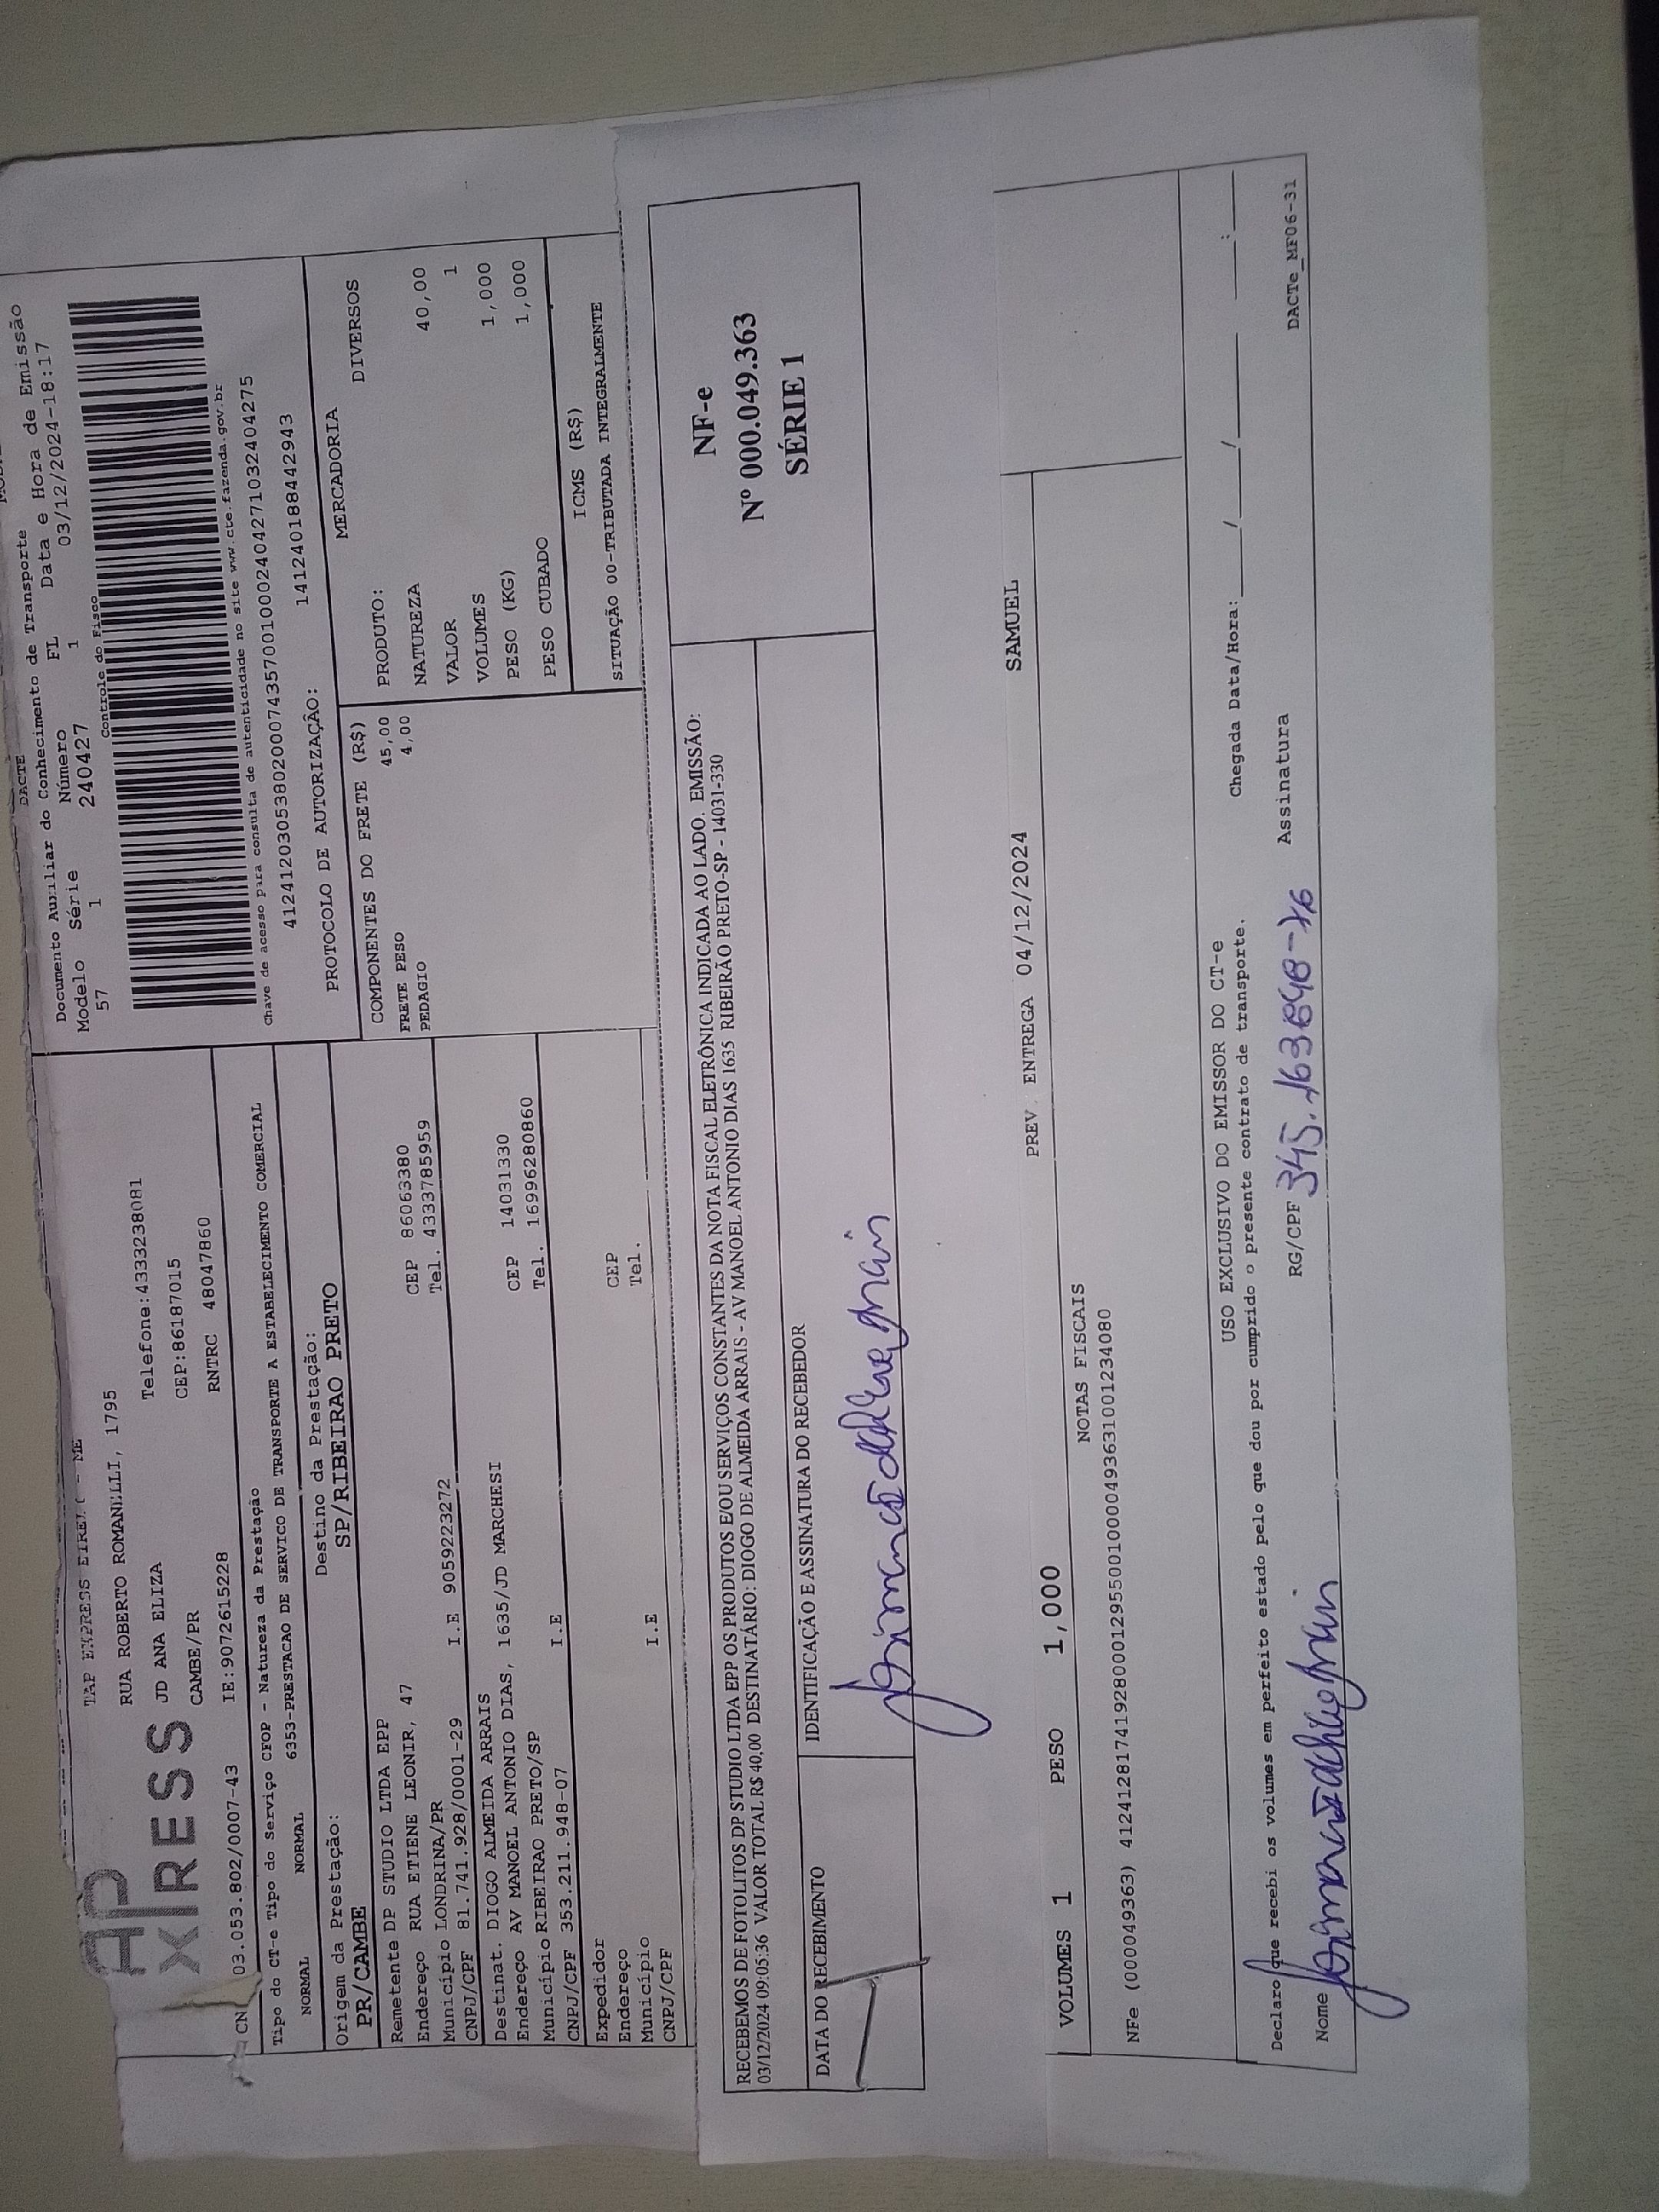 DACTE
Documento Auxiliar do Conhecimento de Transporte
Modelo Série Número FL Data e Hora de Emissão
57 1 240427 1 03/12/2024-18:17
Controle do Fisco
Chave de acesso para consulta de autenticidade no site www.cte.fazenda.gov.br
41241203053802000743570010002404271032404275
PROTOCOLO DE AUTORIZAÇÃO: 141240188442943
TAP EXPRESS EIRELI - ME
RUA ROBERTO ROMANELLI, 1795
XPRESS
JD ANA ELIZA Telefone:4333238081
CAMBE/PR CEP:86187015
CN 03.053.802/0007-43 IE:9072615228 RNTRC 48047860
Tipo do CT-e Tipo do Serviço CFOP - Natureza da Prestação
NORMAL NORMAL 6353-PRESTACAO DE SERVICO DE TRANSPORTE A ESTABELECIMENTO COMERCIAL
Origem da Prestação: Destino da Prestação:
PR/CAMBE SP/RIBEIRAO PRETO
Remetente DP STUDIO LTDA EPP
Endereço RUA ETIENE LEONIR, 47 CEP 86063380
Município LONDRINA/PR Tel. 4333785959
CNPJ/CPF 81.741.928/0001-29 I.E 9059223272
Destinat. DIOGO ALMEIDA ARRAIS
Endereço AV MANOEL ANTONIO DIAS, 1635/JD MARCHESI CEP 14031330
Município RIBEIRAO PRETO/SP Tel. 16996280860
CNPJ/CPF 353.211.948-07 I.E
Expedidor
Endereço CEP
Município Tel.
CNPJ/CPF I.E
COMPONENTES DO FRETE (R$)
FRETE PESO 45,00
PEDAGIO 4,00
MERCADORIA
PRODUTO: DIVERSOS
NATUREZA
VALOR 40,00
VOLUMES 1
PESO (KG) 1,000
PESO CUBADO 1,000
ICMS (R$)
SITUAÇÃO 00-TRIBUTADA INTEGRALMENTE
RECEBEMOS DE FOTOLITOS DP STUDIO LTDA EPP OS PRODUTOS E/OU SERVIÇOS CONSTANTES DA NOTA FISCAL ELETRÔNICA INDICADA AO LADO. EMISSÃO:
03/12/2024 09:05:36 VALOR TOTAL R$ 40,00 DESTINATÁRIO: DIOGO DE ALMEIDA ARRAIS - AV MANOEL ANTONIO DIAS 1635 RIBEIRÃO PRETO-SP - 14031-330
DATA DO RECEBIMENTO
IDENTIFICAÇÃO E ASSINATURA DO RECEBEDOR
NF-e
Nº 000.049.363
SÉRIE 1
VOLUMES 1 PESO 1,000 PREV. ENTREGA 04/12/2024 SAMUEL
NOTAS FISCAIS
NFe (000049363) 41241281741928000129550010000493631001234080
USO EXCLUSIVO DO EMISSOR DO CT-e
Declaro que recebi os volumes em perfeito estado pelo que dou por cumprido o presente contrato de transporte. Chegada Data/Hora:____/____/____ ___:___
Nome RG/CPF Assinatura
DACTe_MF06-31